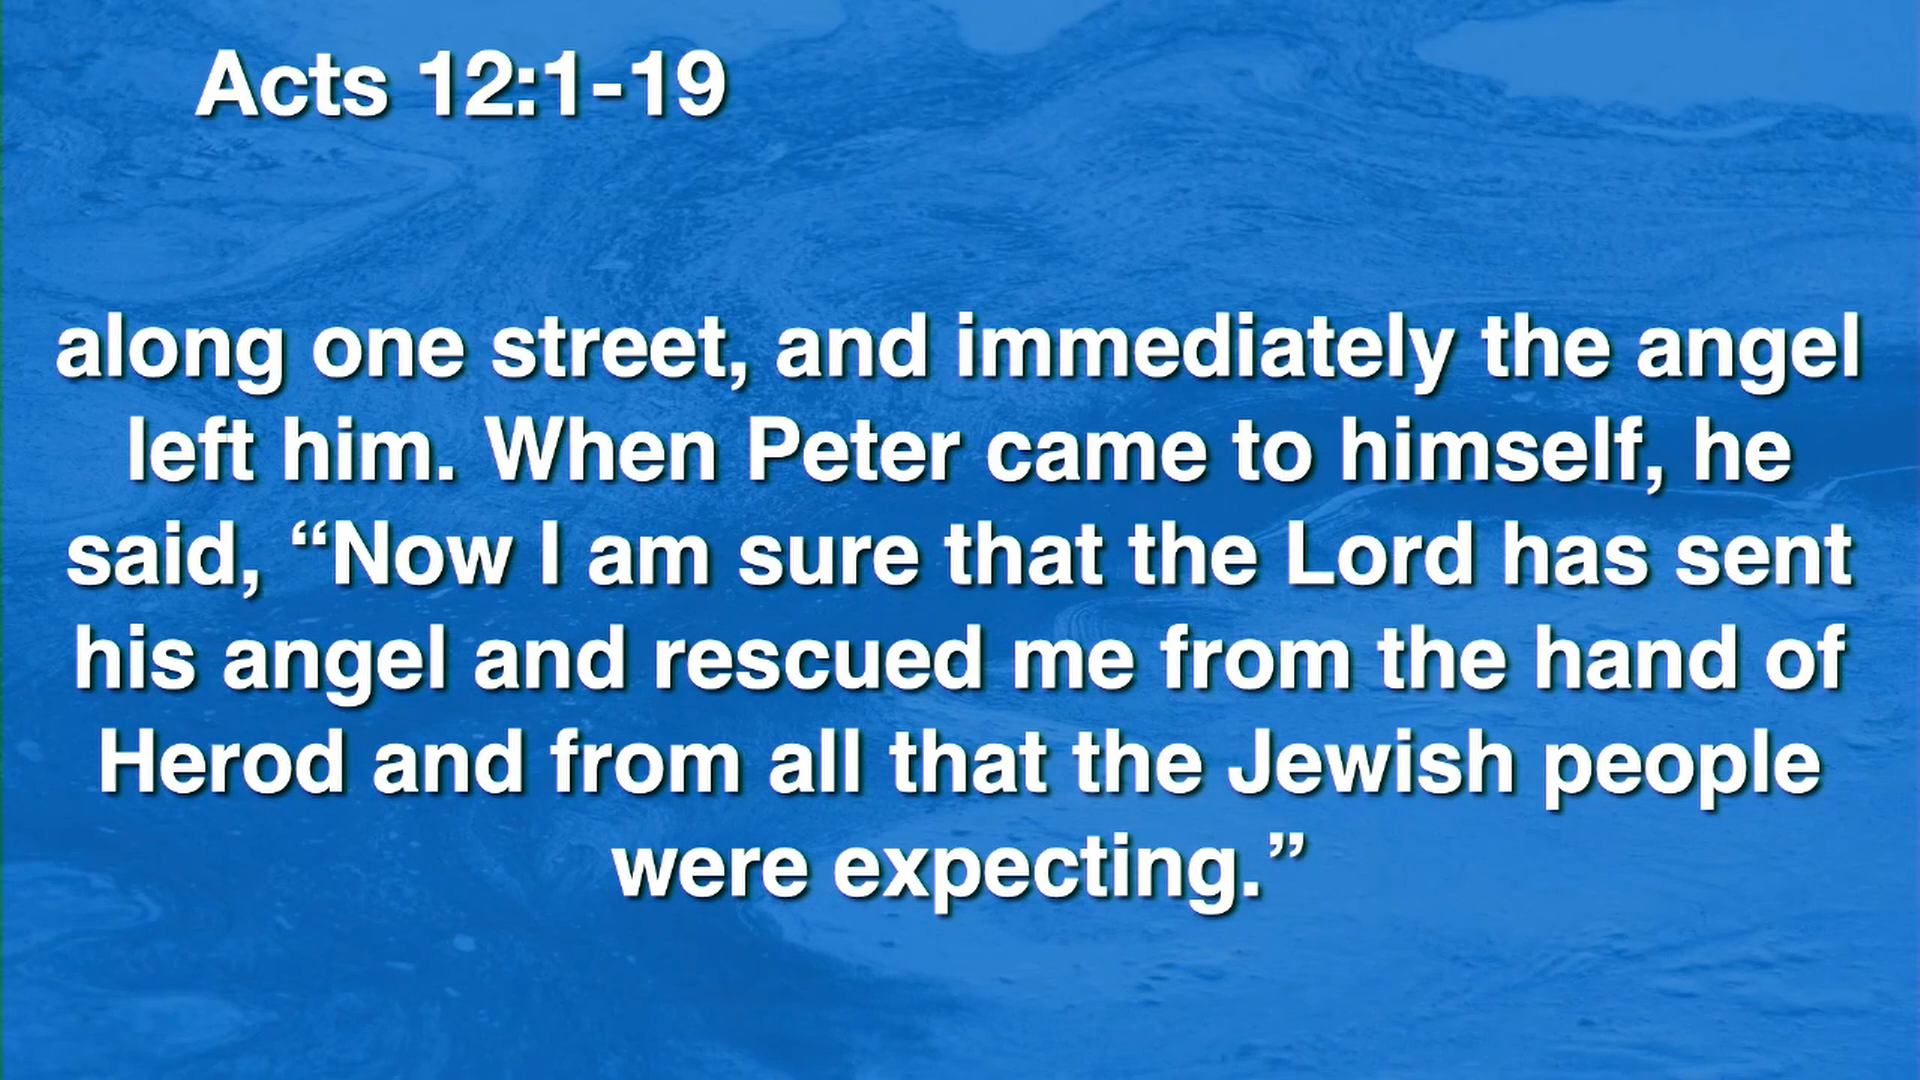 Acts 12:1-19
along one street, and immediately the angel
left him. When Peter came to himself, he
said, “Now I am sure that the Lord has sent
his angel and rescued me from the hand of
Herod and from all that the Jewish people
were expecting.”